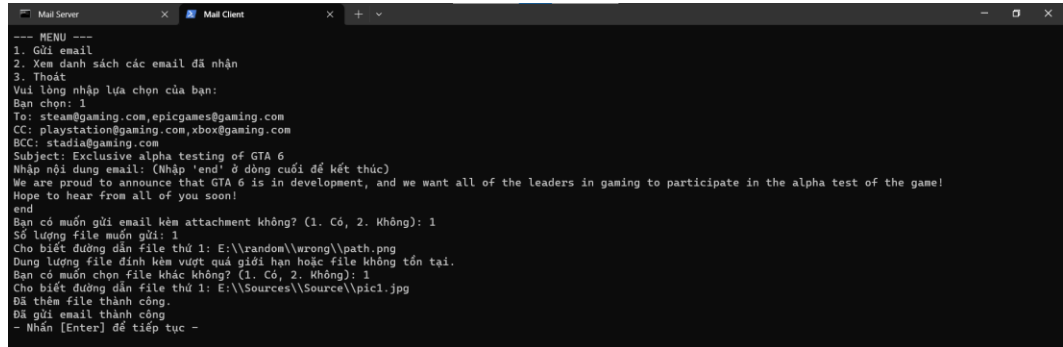 Mail Server
Mail Client
--- MENU ---
1. Gửi email
2. Xem danh sách các email đã nhận
3. Thoát
Vui lòng nhập lựa chọn của bạn:
Bạn chọn: 1
To: steam@gaming.com,epicgames@gaming.com
CC: playstation@gaming.com,xbox@gaming.com
BCC: stadia@gaming.com
Subject: Exclusive alpha testing of GTA 6
Nhập nội dung email: (Nhập 'end' ở dòng cuối để kết thúc)
We are proud to announce that GTA 6 is in development, and we want all of the leaders in gaming to participate in the alpha test of the game!
Hope to hear from all of you soon!
end
Bạn có muốn gửi email kèm attachment không? (1. Có, 2. Không): 1
Số lượng file muốn gửi: 1
Cho biết đường dẫn file thứ 1: E:\\random\\wrong\\path.png
Dung lượng file đính kèm vượt quá giới hạn hoặc file không tồn tại.
Bạn có muốn chọn file khác không? (1. Có, 2. Không): 1
Cho biết đường dẫn file thứ 1: E:\\Sources\\Source\\pic1.jpg
Đã thêm file thành công.
Đã gửi email thành công
- Nhấn [Enter] để tiếp tục -